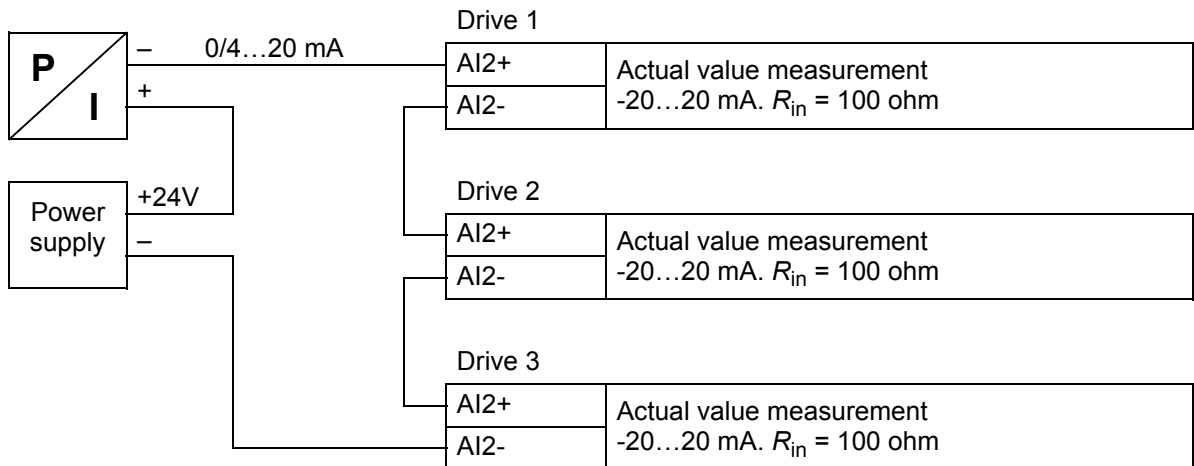 Drive 1
P
I
–
0/4…20 mA
+
AI2+
AI2-
Actual value measurement
-20…20 mA. Rin = 100 ohm
Power
supply
+24V
–
Drive 2
AI2+
AI2-
Actual value measurement
-20…20 mA. Rin = 100 ohm
Drive 3
AI2+
AI2-
Actual value measurement
-20…20 mA. Rin = 100 ohm